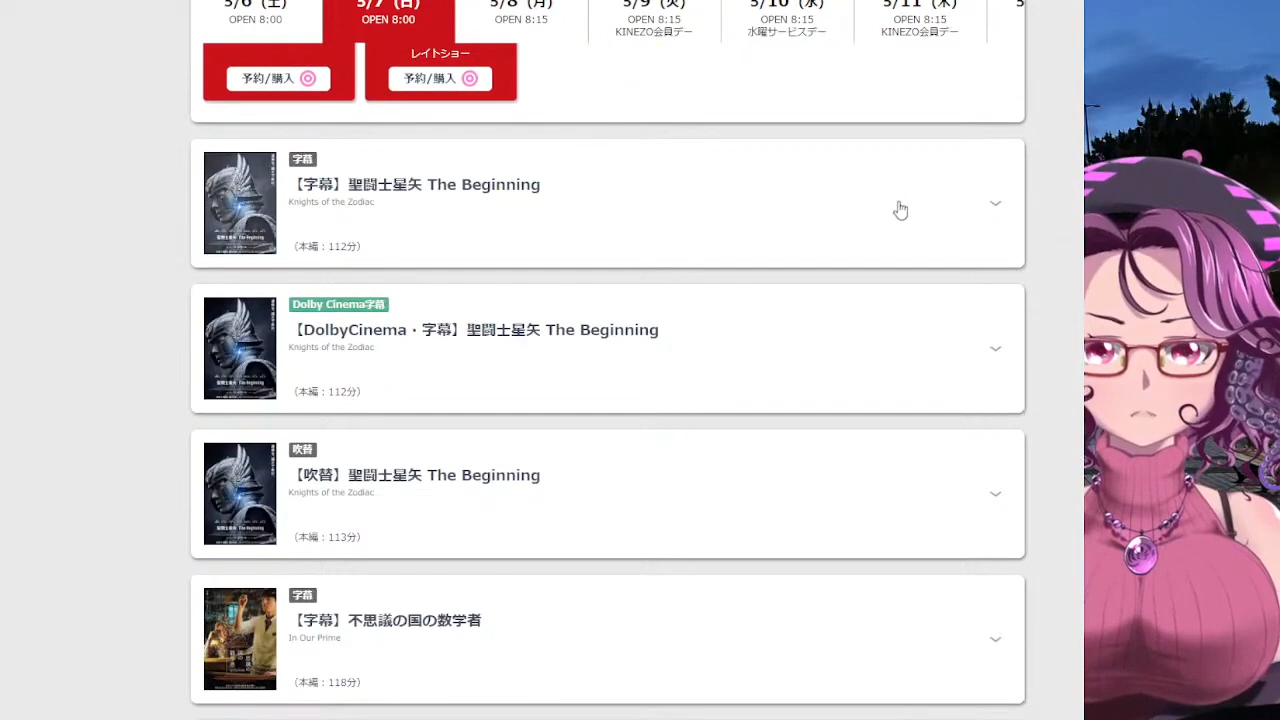 5/6 (土)
OPEN 8:00
5/7 (日)
OPEN 8:00
5/8 (月)
OPEN 8:15
5/9 (火)
OPEN 8:15
KINEZO会員デー
5/10 (水)
OPEN 8:15
水曜サービスデー
5/11 (木)
OPEN 8:15
KINEZO会員デー
5
予約/購入
レイトショー
予約/購入
字幕
【字幕】聖闘士星矢 The Beginning
Knights of the Zodiac
（本編：112分）
Dolby Cinema字幕
【DolbyCinema・字幕】聖闘士星矢 The Beginning
Knights of the Zodiac
（本編：112分）
吹替
【吹替】聖闘士星矢 The Beginning
Knights of the Zodiac
（本編：113分）
字幕
【字幕】不思議の国の数学者
In Our Prime
（本編：118分）